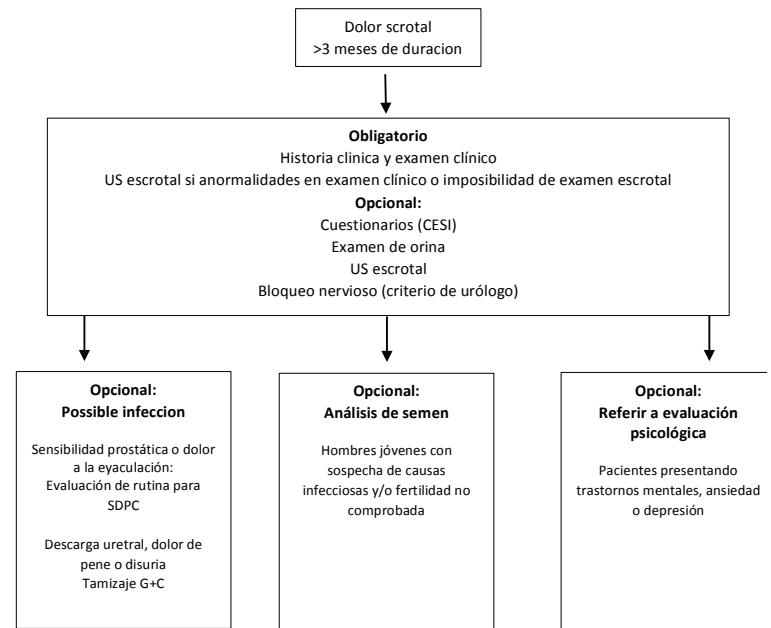 Dolor scrotal
>3 meses de duracion
Obligatorio
Historia clinica y examen clínico
US escrotal si anormalidades en examen clínico o imposibilidad de examen escrotal
Opcional:
Cuestionarios (CESI)
Examen de orina
US escrotal
Bloqueo nervioso (criterio de urólogo)
Opcional:
Possible infeccion
Sensibilidad prostática o dolor
a la eyaculación:
Evaluación de rutina para
SDPC
Descarga uretral, dolor de
pene o disuria
Tamizaje G+C
Opcional:
Análisis de semen
Hombres jóvenes con
sospecha de causas
infecciosas y/o fertilidad no
comprobada
Opcional:
Referir a evaluación
psicológica
Pacientes presentando
trastornos mentales, ansiedad
o depresión